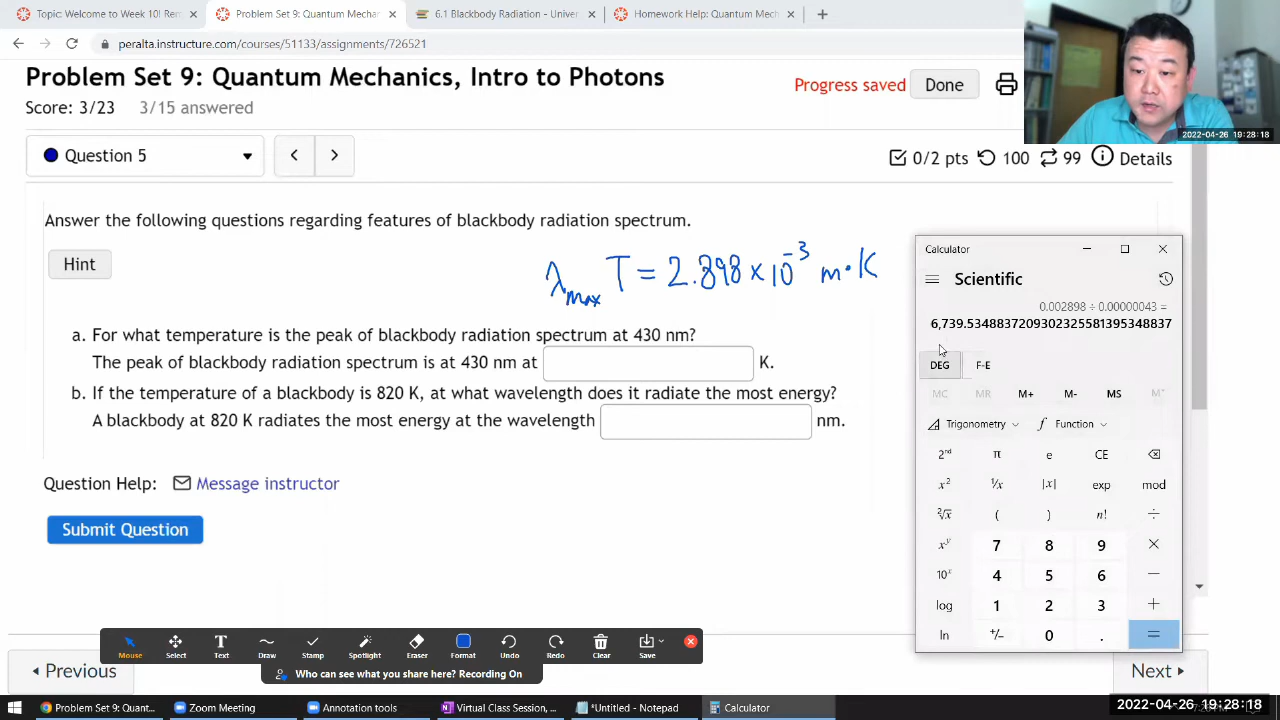 Topic: Welcome to Week 10! Rec
Problem Set 9: Quantum Mechan
6.1 Blackbody Radiation - Univer
Homework Help: Quantum Mech
peralta.instructure.com/courses/51133/assignments/726521
Problem Set 9: Quantum Mechanics, Intro to Photons
Score: 3/23
3/15 answered
Progress saved
Done
2022-04-26 19:28:18
Question 5
0/2 pts
100
99
Details
Answer the following questions regarding features of blackbody radiation spectrum.
Hint
λmax T = 2.898 × 10⁻³ m·K
a. For what temperature is the peak of blackbody radiation spectrum at 430 nm?
The peak of blackbody radiation spectrum is at 430 nm at
K.
b. If the temperature of a blackbody is 820 K, at what wavelength does it radiate the most energy?
A blackbody at 820 K radiates the most energy at the wavelength
nm.
Question Help:
Message instructor
Submit Question
Calculator
Scientific
0.002898 ÷ 0.00000043 =
6,739.5348837209302325581395348837
DEG
F-E
MC
MR
M+
M-
MS
M˅
Trigonometry
Function
2ⁿᵈ
π
e
CE
x²
¹/x
|x|
exp
mod
²√x
(
)
n!
÷
xʸ
7
8
9
×
10ˣ
4
5
6
−
log
1
2
3
+
ln
+/−
0
.
=
Mouse
Select
Text
Draw
Stamp
Spotlight
Eraser
Format
Undo
Redo
Clear
Save
Who can see what you share here? Recording On
Previous
Next
Problem Set 9: Quant...
Zoom Meeting
Annotation tools
Virtual Class Session, ...
*Untitled - Notepad
Calculator
2022-04-26 19:28:18